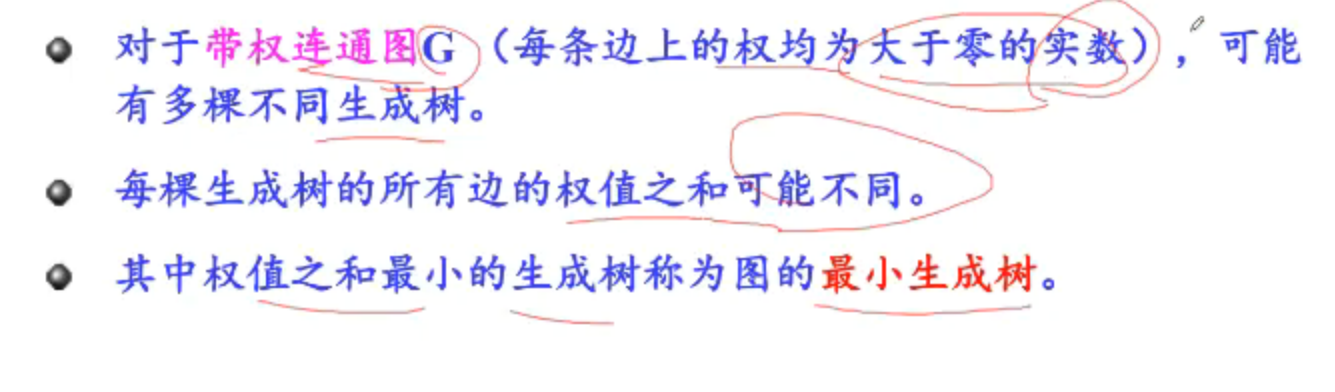 对于带权连通图G（每条边上的权均为大于零的实数），可能
有多棵不同生成树。
每棵生成树的所有边的权值之和可能不同。
其中权值之和最小的生成树称为图的最小生成树。